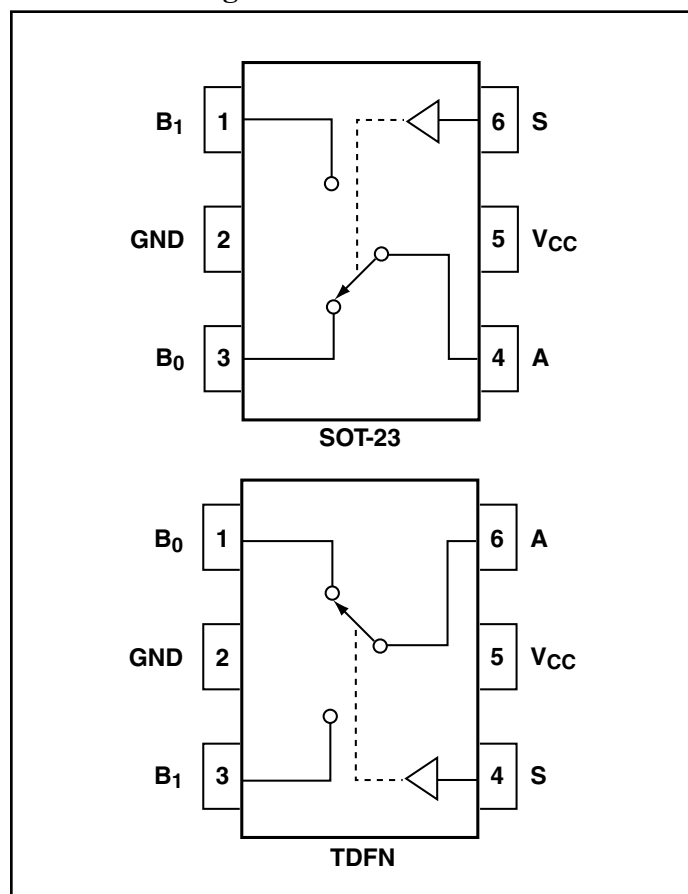 B1 1 6 S
GND 2 5 VCC
B0 3 4 A
SOT-23
B0 1 6 A
GND 2 5 VCC
B1 3 4 S
TDFN